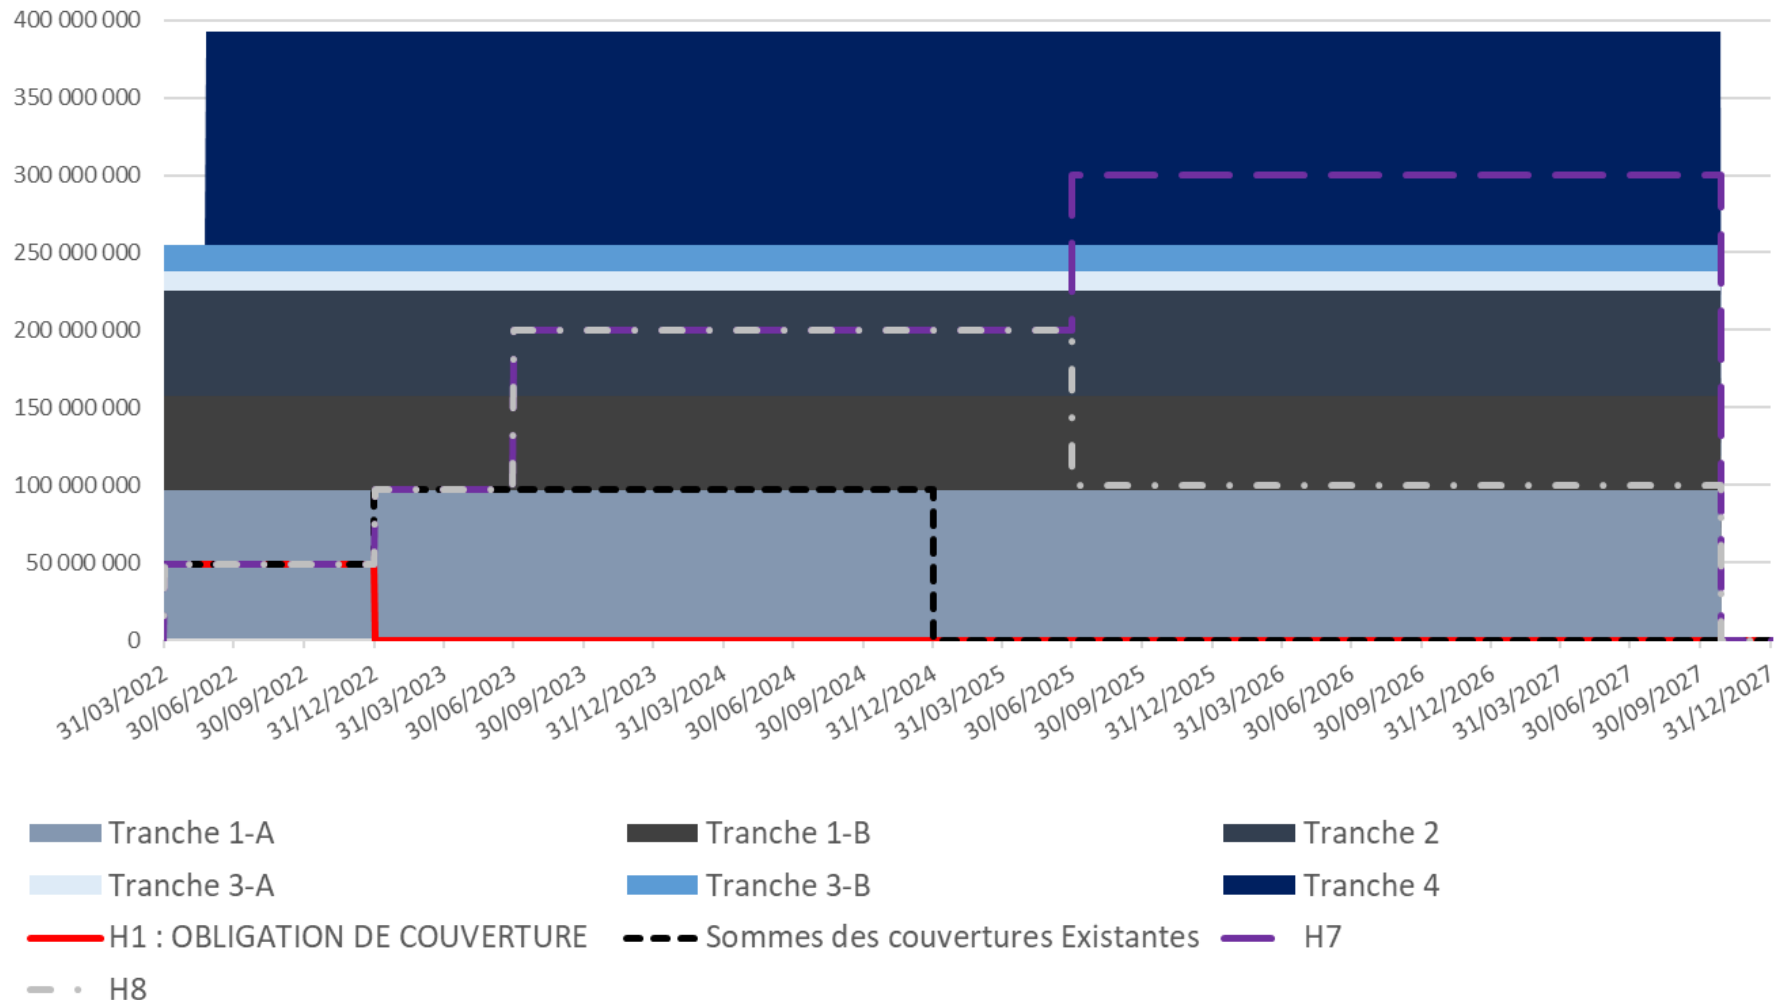 400 000 000
350 000 000
300 000 000
250 000 000
200 000 000
150 000 000
100 000 000
50 000 000
0
31/03/2022
30/06/2022
30/09/2022
31/12/2022
31/03/2023
30/06/2023
30/09/2023
31/12/2023
31/03/2024
30/06/2024
30/09/2024
31/12/2024
31/03/2025
30/06/2025
30/09/2025
31/12/2025
31/03/2026
30/06/2026
30/09/2026
31/12/2026
31/03/2027
30/06/2027
30/09/2027
31/12/2027
Tranche 1-A
Tranche 1-B
Tranche 2
Tranche 3-A
Tranche 3-B
Tranche 4
H1 : OBLIGATION DE COUVERTURE
Sommes des couvertures Existantes
H7
H8